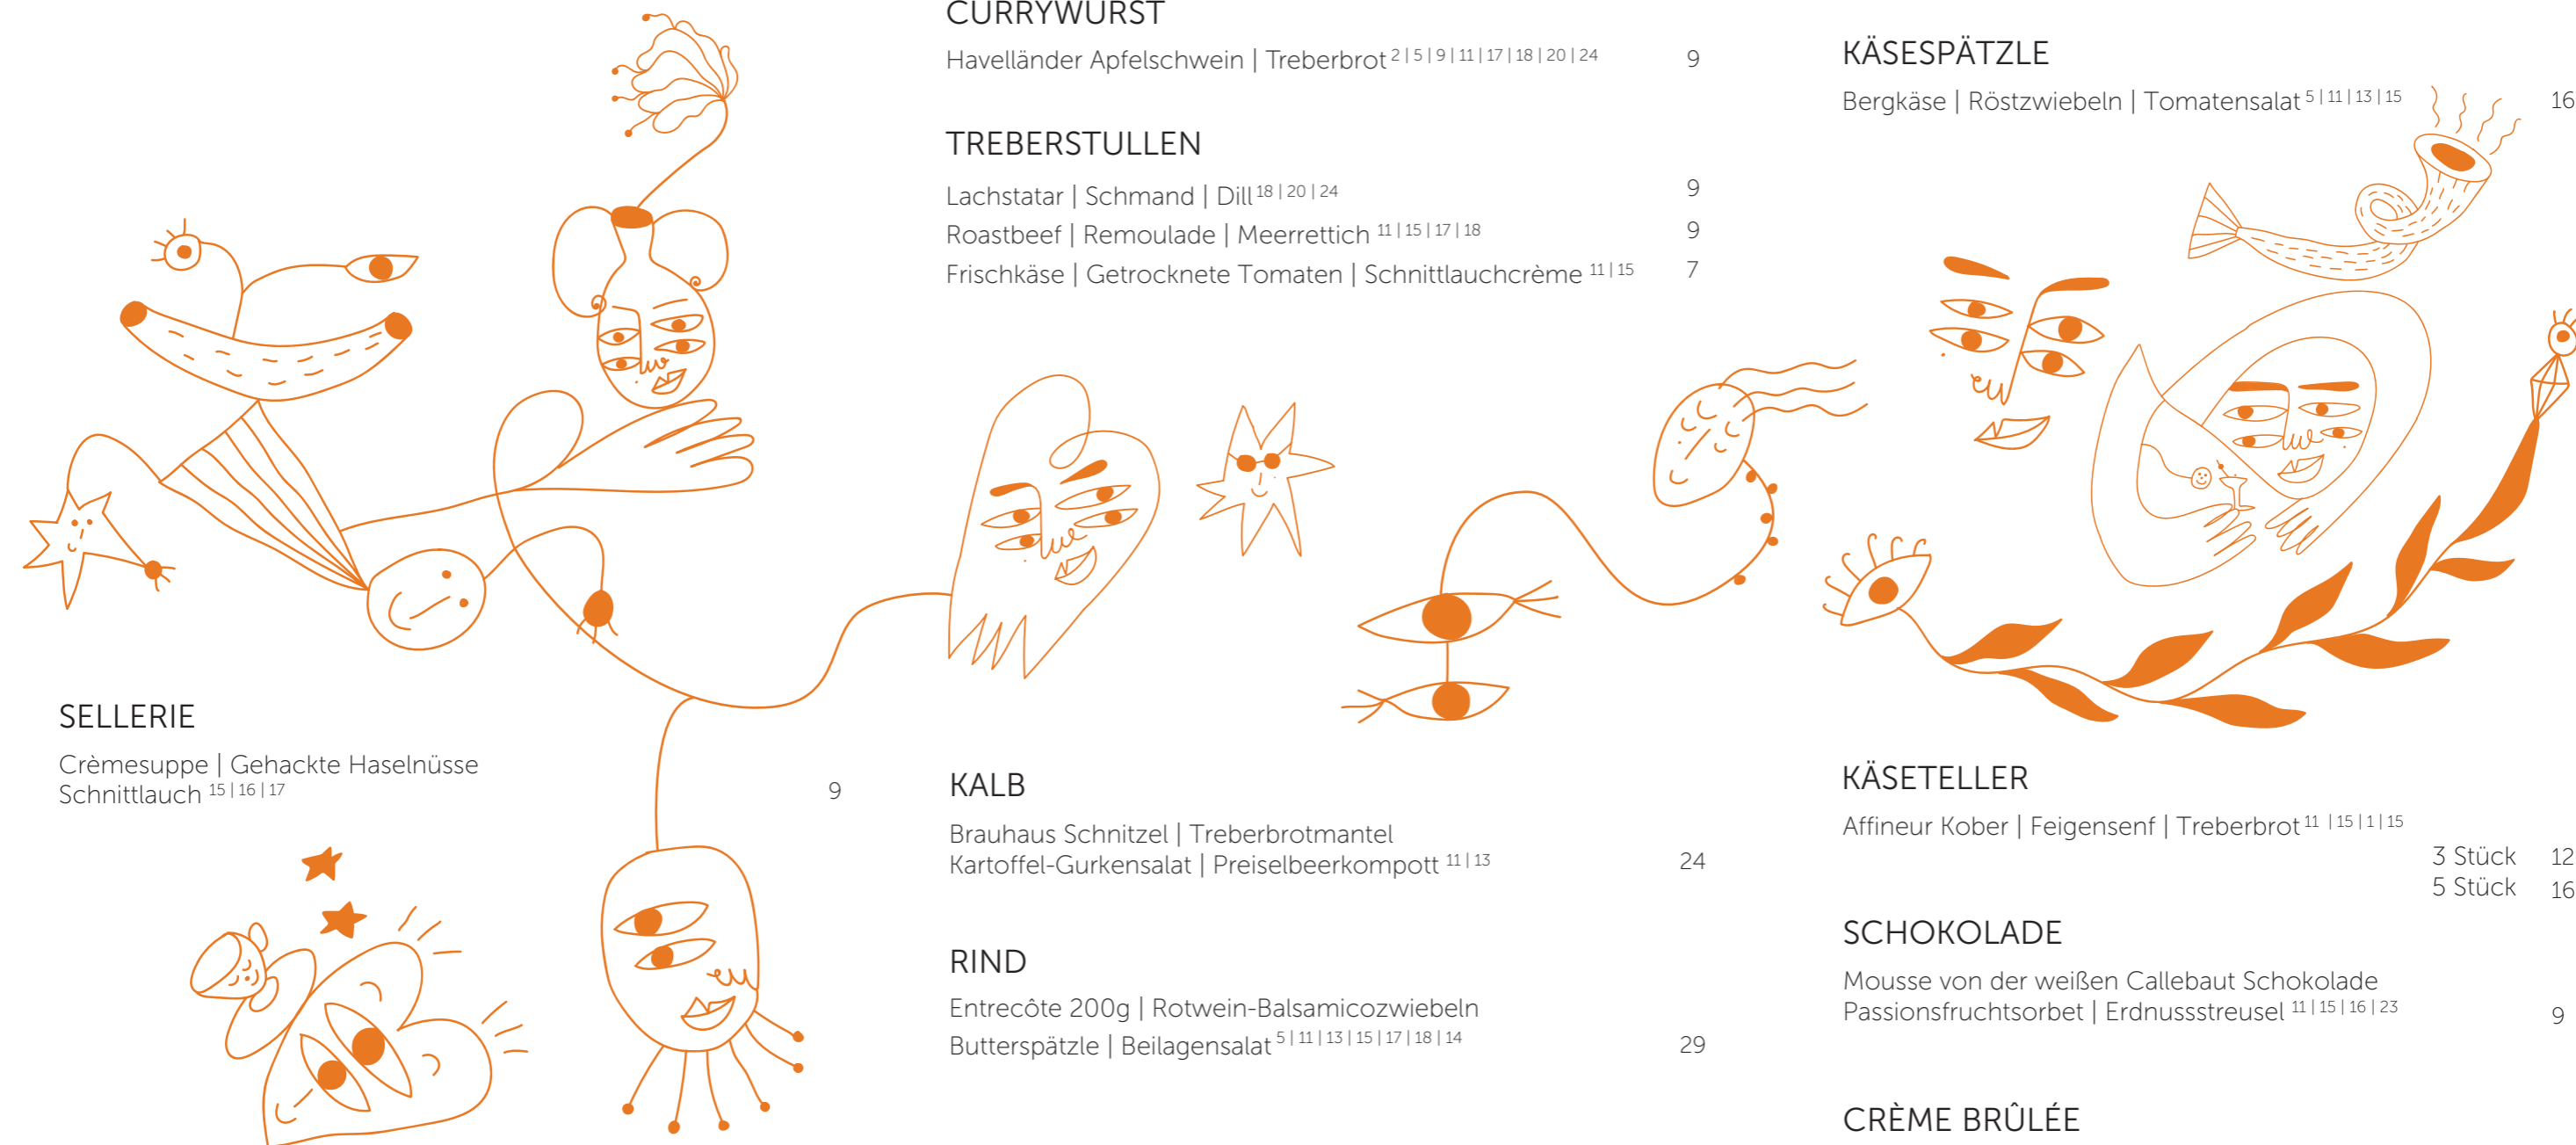 SELLERIE
Crèmesuppe | Gehackte Haselnüsse
Schnittlauch 15 | 16 | 17 9
CURRYWURST
Havelländer Apfelschwein | Treberbrot 2 | 5 | 9 | 11 | 17 | 18 | 20 | 24 9
TREBERSTULLEN
Lachstatar | Schmand | Dill 18 | 20 | 24 9
Roastbeef | Remoulade | Meerrettich 11 | 15 | 17 | 18 9
Frischkäse | Getrocknete Tomaten | Schnittlauchcrème 11 | 15 7
KALB
Brauhaus Schnitzel | Treberbrotmantel
Kartoffel-Gurkensalat | Preiselbeerkompott 11 | 13 24
RIND
Entrecôte 200g | Rotwein-Balsamicozwiebeln
Butterspätzle | Beilagensalat 5 | 11 | 13 | 15 | 17 | 18 | 14 29
KÄSESPÄTZLE
Bergkäse | Röstzwiebeln | Tomatensalat 5 | 11 | 13 | 15 16
KÄSETELLER
Affineur Kober | Feigensenf | Treberbrot 11 | 15 | 1 | 15
3 Stück 12
5 Stück 16
SCHOKOLADE
Mousse von der weißen Callebaut Schokolade
Passionsfruchtsorbet | Erdnussstreusel 11 | 15 | 16 | 23 9
CRÈME BRÛLÉE